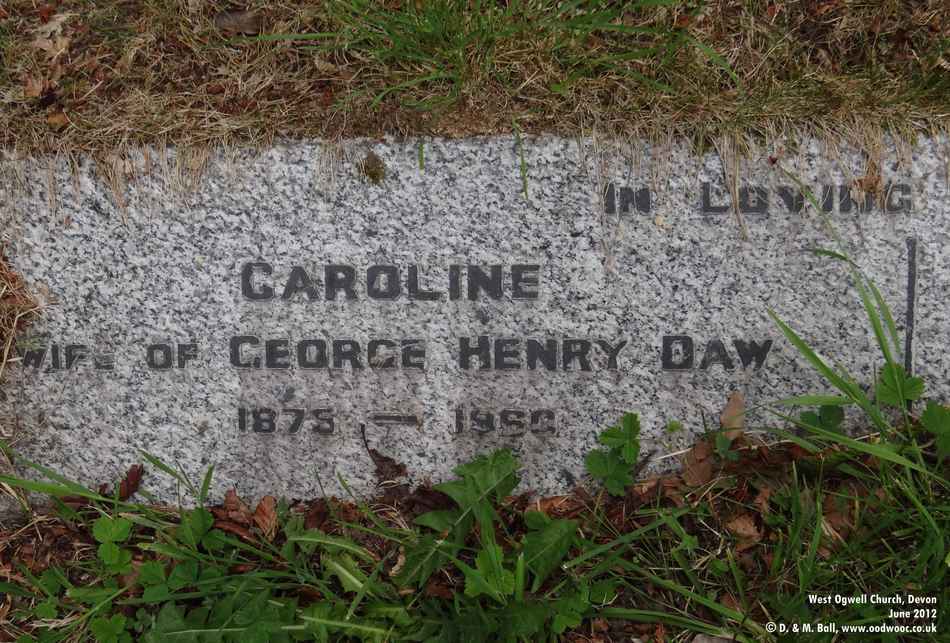 IN LOVING
CAROLINE
WIFE OF GEORGE HENRY DAW
1875 — 1960
West Ogwell Church, Devon
June 2012
© D. & M. Ball, www.oodwooc.co.uk